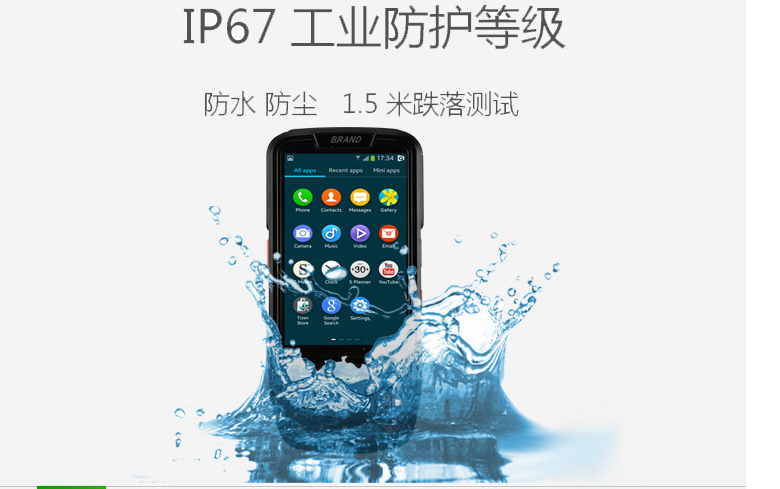 IP67 工业防护等级
防水 防尘 1.5 米跌落测试
BRAND
17:34
All apps Recent apps Mini apps
Phone Contacts Messages Gallery
Camera Music Video Email
Clock S Planner YouTube
Tizen Store Google Search Settings